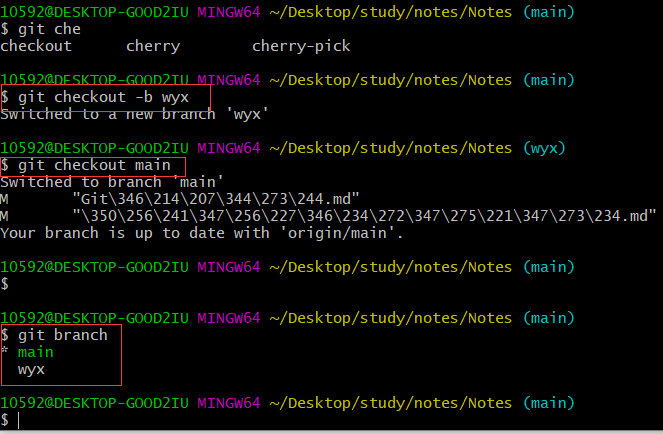 10592@DESKTOP-GOOD2IU MINGW64 ~/Desktop/study/notes/Notes (main)
$ git che
checkout cherry cherry-pick
10592@DESKTOP-GOOD2IU MINGW64 ~/Desktop/study/notes/Notes (main)
$ git checkout -b wyx
Switched to a new branch 'wyx'
10592@DESKTOP-GOOD2IU MINGW64 ~/Desktop/study/notes/Notes (wyx)
$ git checkout main
Switched to branch 'main'
M "Git\346\214\207\344\273\244.md"
M "\350\256\241\347\256\227\346\234\272\347\275\221\347\273\234.md"
Your branch is up to date with 'origin/main'.
10592@DESKTOP-GOOD2IU MINGW64 ~/Desktop/study/notes/Notes (main)
$
10592@DESKTOP-GOOD2IU MINGW64 ~/Desktop/study/notes/Notes (main)
$ git branch
* main
wyx
10592@DESKTOP-GOOD2IU MINGW64 ~/Desktop/study/notes/Notes (main)
$